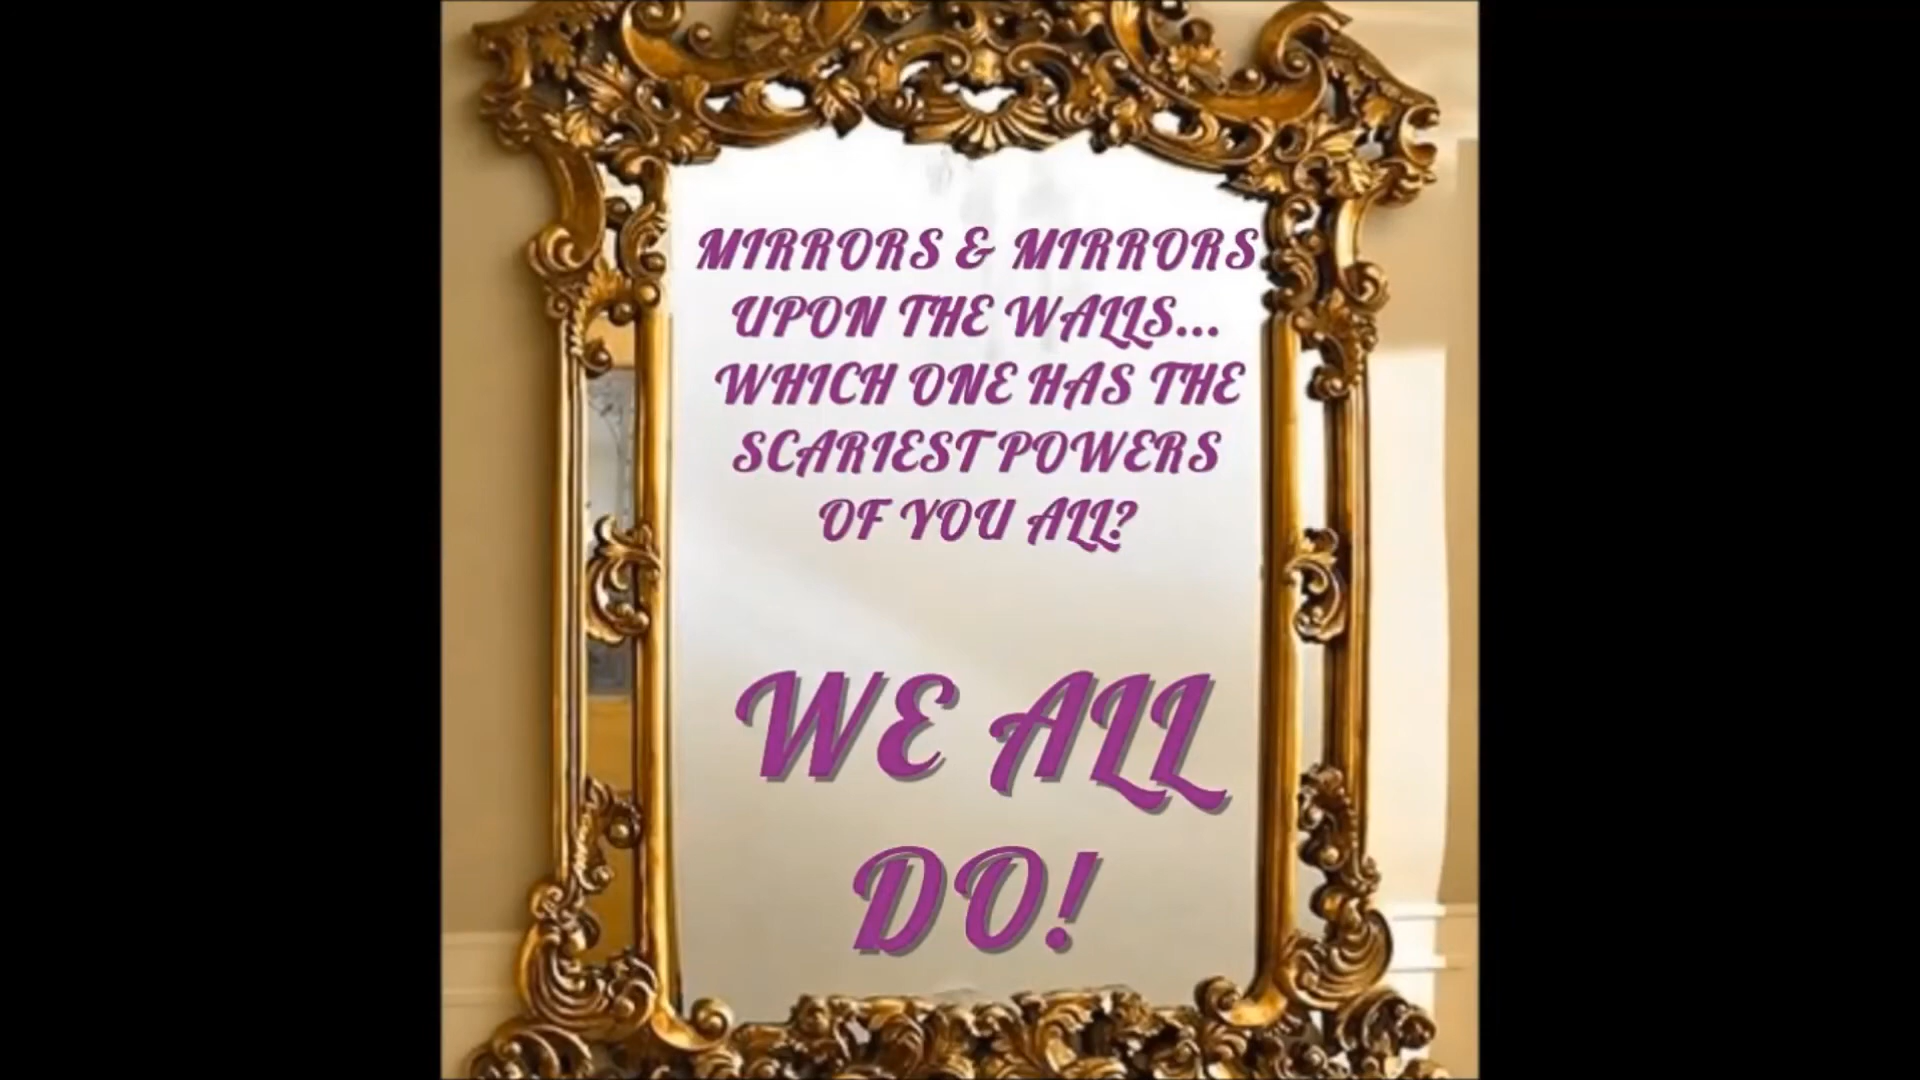 MIRRORS & MIRRORS
UPON THE WALLS...
WHICH ONE HAS THE
SCARIEST POWERS
OF YOU ALL?
WE ALL
DO!